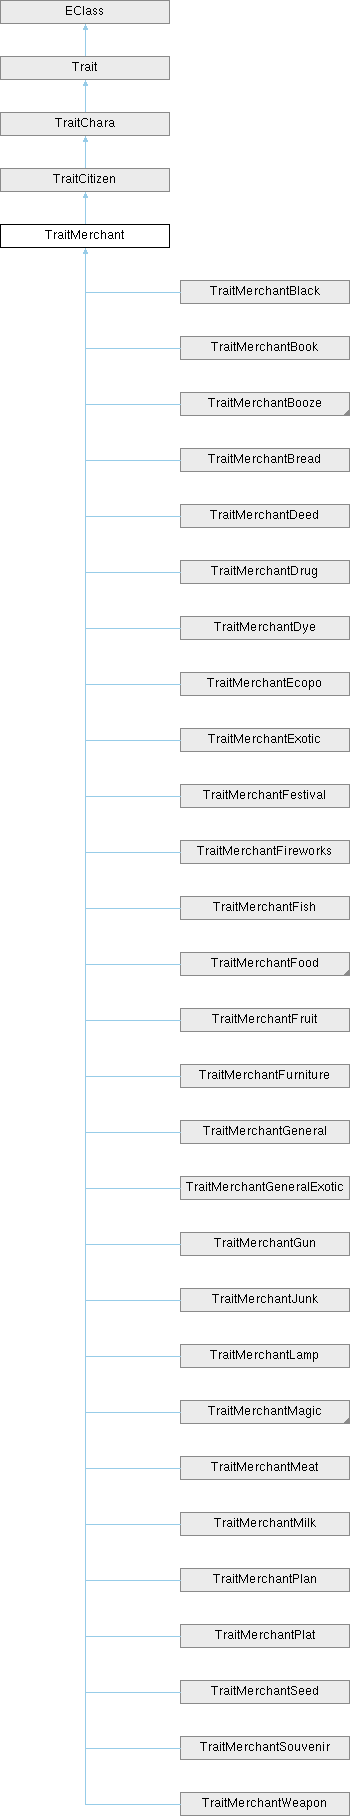 EClass
Trait
TraitChara
TraitCitizen
TraitMerchant
TraitMerchantBlack
TraitMerchantBook
TraitMerchantBooze
TraitMerchantBread
TraitMerchantDeed
TraitMerchantDrug
TraitMerchantDye
TraitMerchantEcopo
TraitMerchantExotic
TraitMerchantFestival
TraitMerchantFireworks
TraitMerchantFish
TraitMerchantFood
TraitMerchantFruit
TraitMerchantFurniture
TraitMerchantGeneral
TraitMerchantGeneralExotic
TraitMerchantGun
TraitMerchantJunk
TraitMerchantLamp
TraitMerchantMagic
TraitMerchantMeat
TraitMerchantMilk
TraitMerchantPlan
TraitMerchantPlat
TraitMerchantSeed
TraitMerchantSouvenir
TraitMerchantWeapon